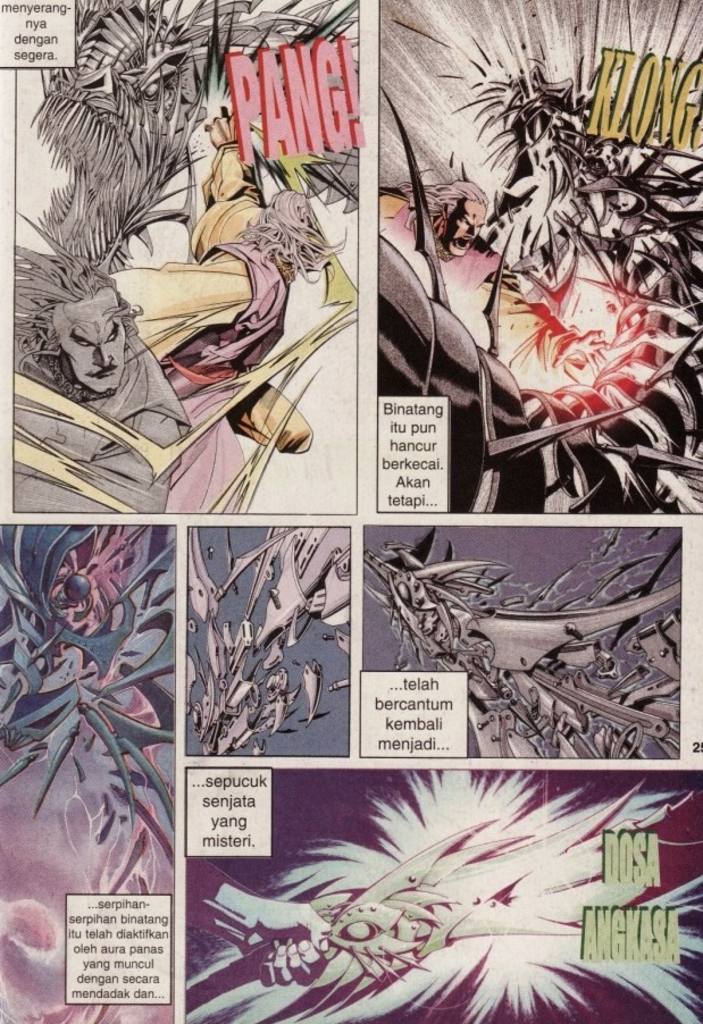 menyerang-
nya
dengan
segera.
PANG!
KLONG!
Binatang
itu pun
hancur
berkecai.
Akan
tetapi...
...serpihan-
serpihan binatang
itu telah diaktifkan
oleh aura panas
yang muncul
dengan secara
mendadak dan...
...telah
bercantum
kembali
menjadi...
25
...sepucuk
senjata
yang
misteri.
DOSA
ANGKASA